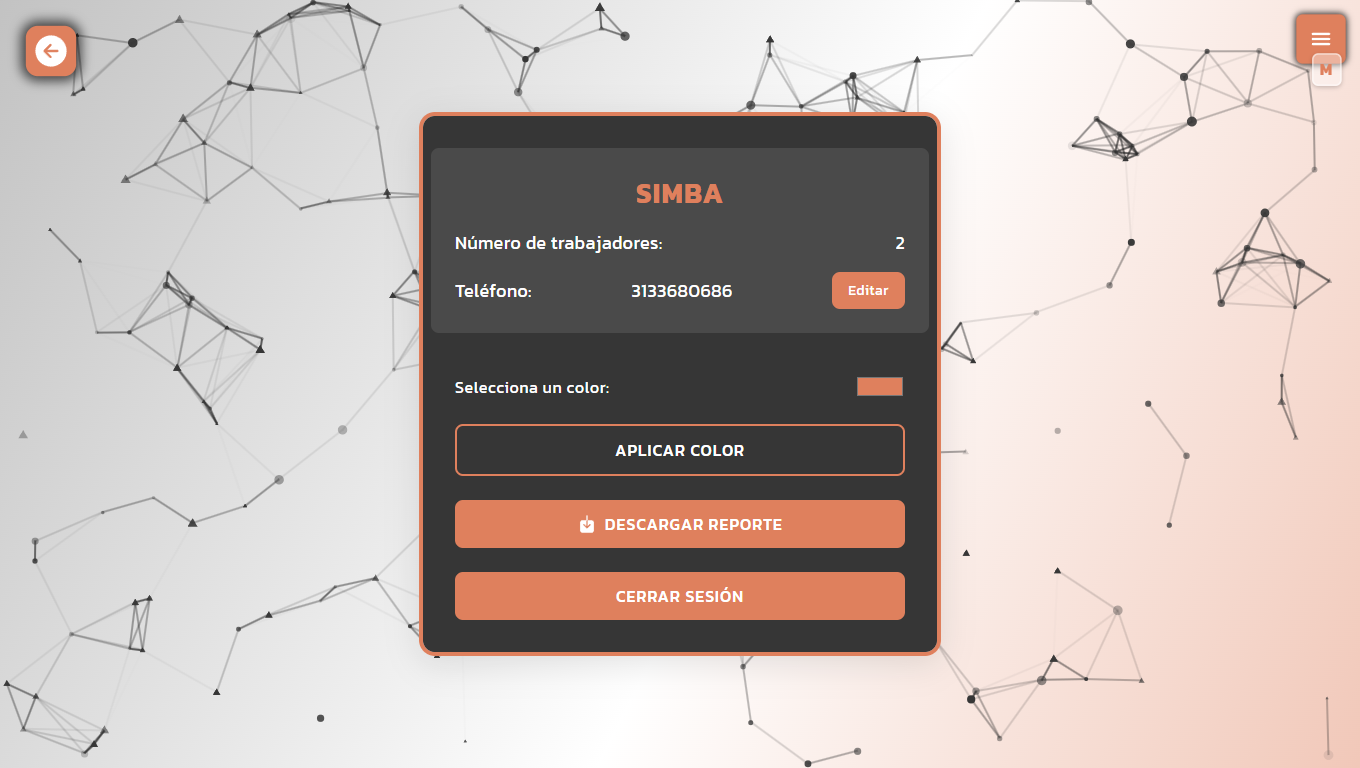 M
SIMBA
Número de trabajadores: 2
Teléfono: 3133680686 Editar
Selecciona un color:
APLICAR COLOR
DESCARGAR REPORTE
CERRAR SESIÓN